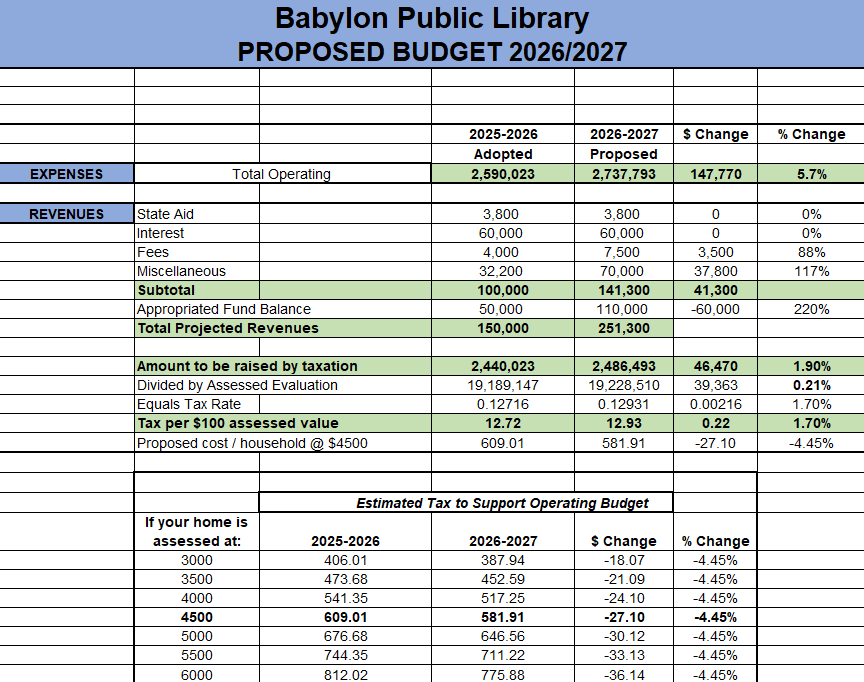 Babylon Public Library
PROPOSED BUDGET 2026/2027
2025-2026 2026-2027 $ Change % Change
Adopted Proposed
EXPENSES Total Operating 2,590,023 2,737,793 147,770 5.7%
REVENUES State Aid 3,800 3,800 0 0%
Interest 60,000 60,000 0 0%
Fees 4,000 7,500 3,500 88%
Miscellaneous 32,200 70,000 37,800 117%
Subtotal 100,000 141,300 41,300
Appropriated Fund Balance 50,000 110,000 -60,000 220%
Total Projected Revenues 150,000 251,300
Amount to be raised by taxation 2,440,023 2,486,493 46,470 1.90%
Divided by Assessed Evaluation 19,189,147 19,228,510 39,363 0.21%
Equals Tax Rate 0.12716 0.12931 0.00216 1.70%
Tax per $100 assessed value 12.72 12.93 0.22 1.70%
Proposed cost / household @ $4500 609.01 581.91 -27.10 -4.45%
Estimated Tax to Support Operating Budget
If your home is
assessed at: 2025-2026 2026-2027 $ Change % Change
3000 406.01 387.94 -18.07 -4.45%
3500 473.68 452.59 -21.09 -4.45%
4000 541.35 517.25 -24.10 -4.45%
4500 609.01 581.91 -27.10 -4.45%
5000 676.68 646.56 -30.12 -4.45%
5500 744.35 711.22 -33.13 -4.45%
6000 812.02 775.88 -36.14 -4.45%